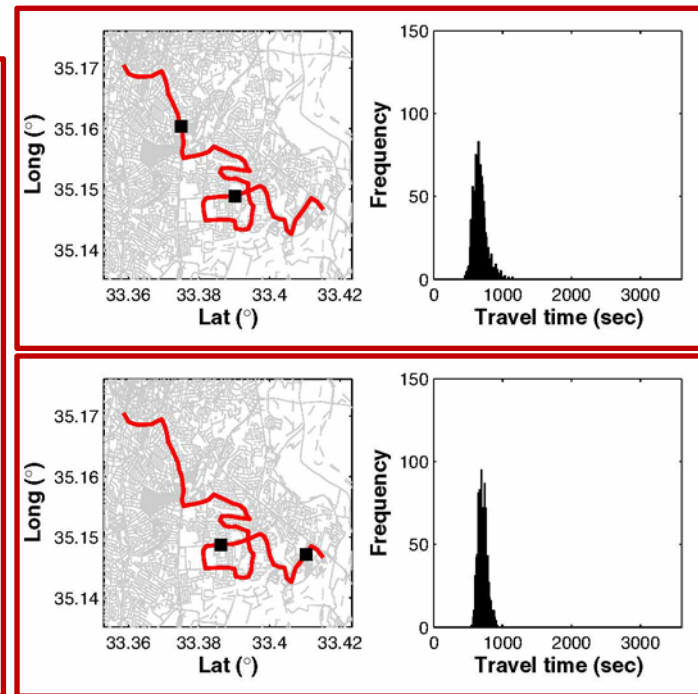 35.17
35.16
35.15
35.14
Long (°)
33.36 33.38 33.4 33.42
Lat (°)
150
100
50
0
Frequency
0 1000 2000 3000
Travel time (sec)
35.17
35.16
35.15
35.14
Long (°)
33.36 33.38 33.4 33.42
Lat (°)
150
100
50
0
Frequency
0 1000 2000 3000
Travel time (sec)